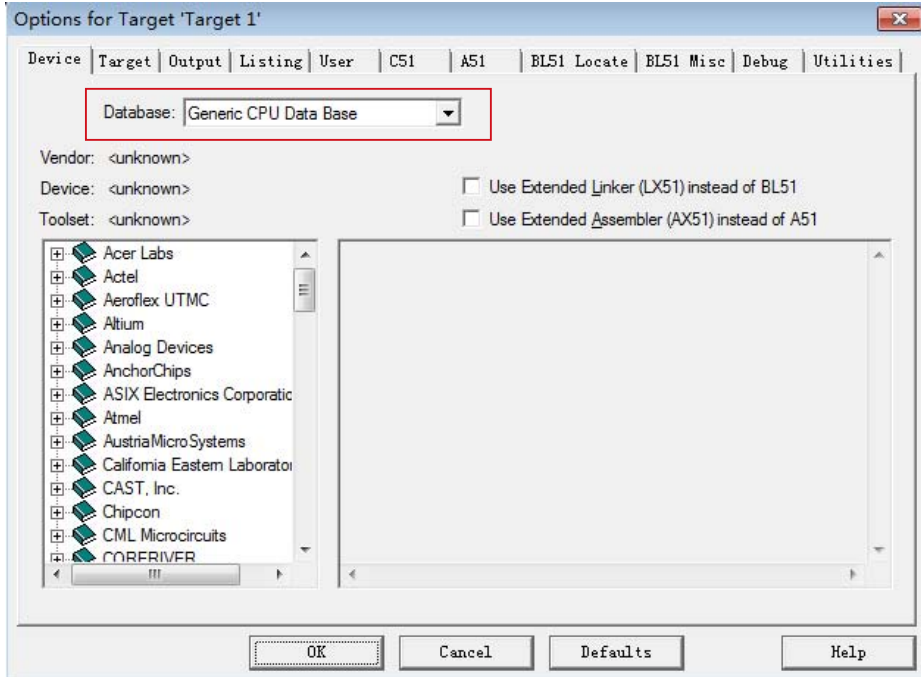 Options for Target 'Target 1'
Device Target Output Listing User C51 A51 BL51 Locate BL51 Misc Debug Utilities
Database: Generic CPU Data Base
Vendor: <unknown>
Device: <unknown>
Use Extended Linker (LX51) instead of BL51
Toolset: <unknown>
Use Extended Assembler (AX51) instead of A51
Acer Labs
Actel
Aeroflex UTMC
Altium
Analog Devices
AnchorChips
ASIX Electronics Corporatic
Atmel
AustriaMicroSystems
California Eastern Laborator
CAST, Inc.
Chipcon
CML Microcircuits
CORERIVER
OK Cancel Defaults Help